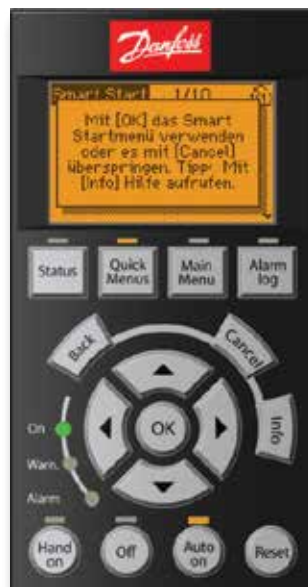 Danfoss
Smart-Start 1/10
Mit [OK] das Smart
Startmenü verwenden
oder es mit [Cancel]
überspringen. Tipp: Mit
[Info] Hilfe aufrufen.
Status
Quick
Menus
Main
Menu
Alarm
log
Back
Cancel
Info
OK
On
Warn.
Alarm
Hand
on
Off
Auto
on
Reset